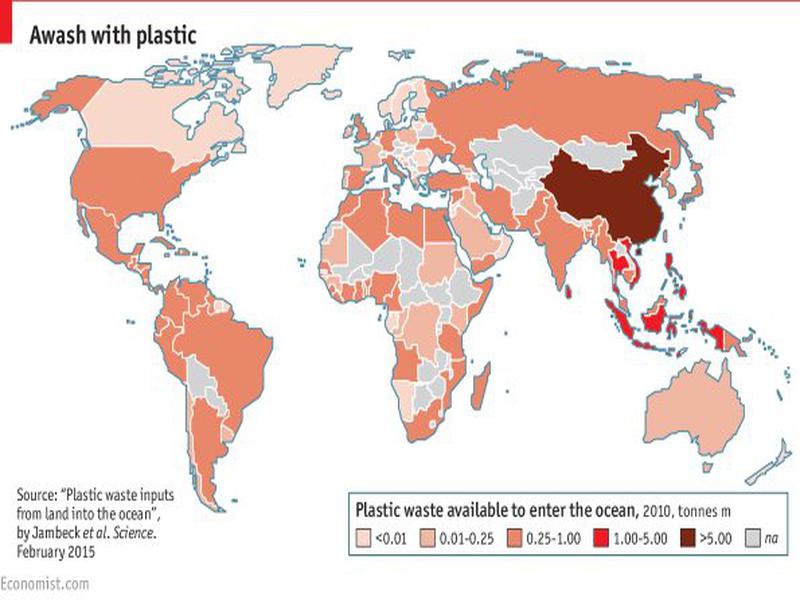 Awash with plastic
Source: “Plastic waste inputs
from land into the ocean”,
by Jambeck et al. Science.
February 2015
Plastic waste available to enter the ocean, 2010, tonnes m
<0.01 0.01-0.25 0.25-1.00 1.00-5.00 >5.00 na
Economist.com